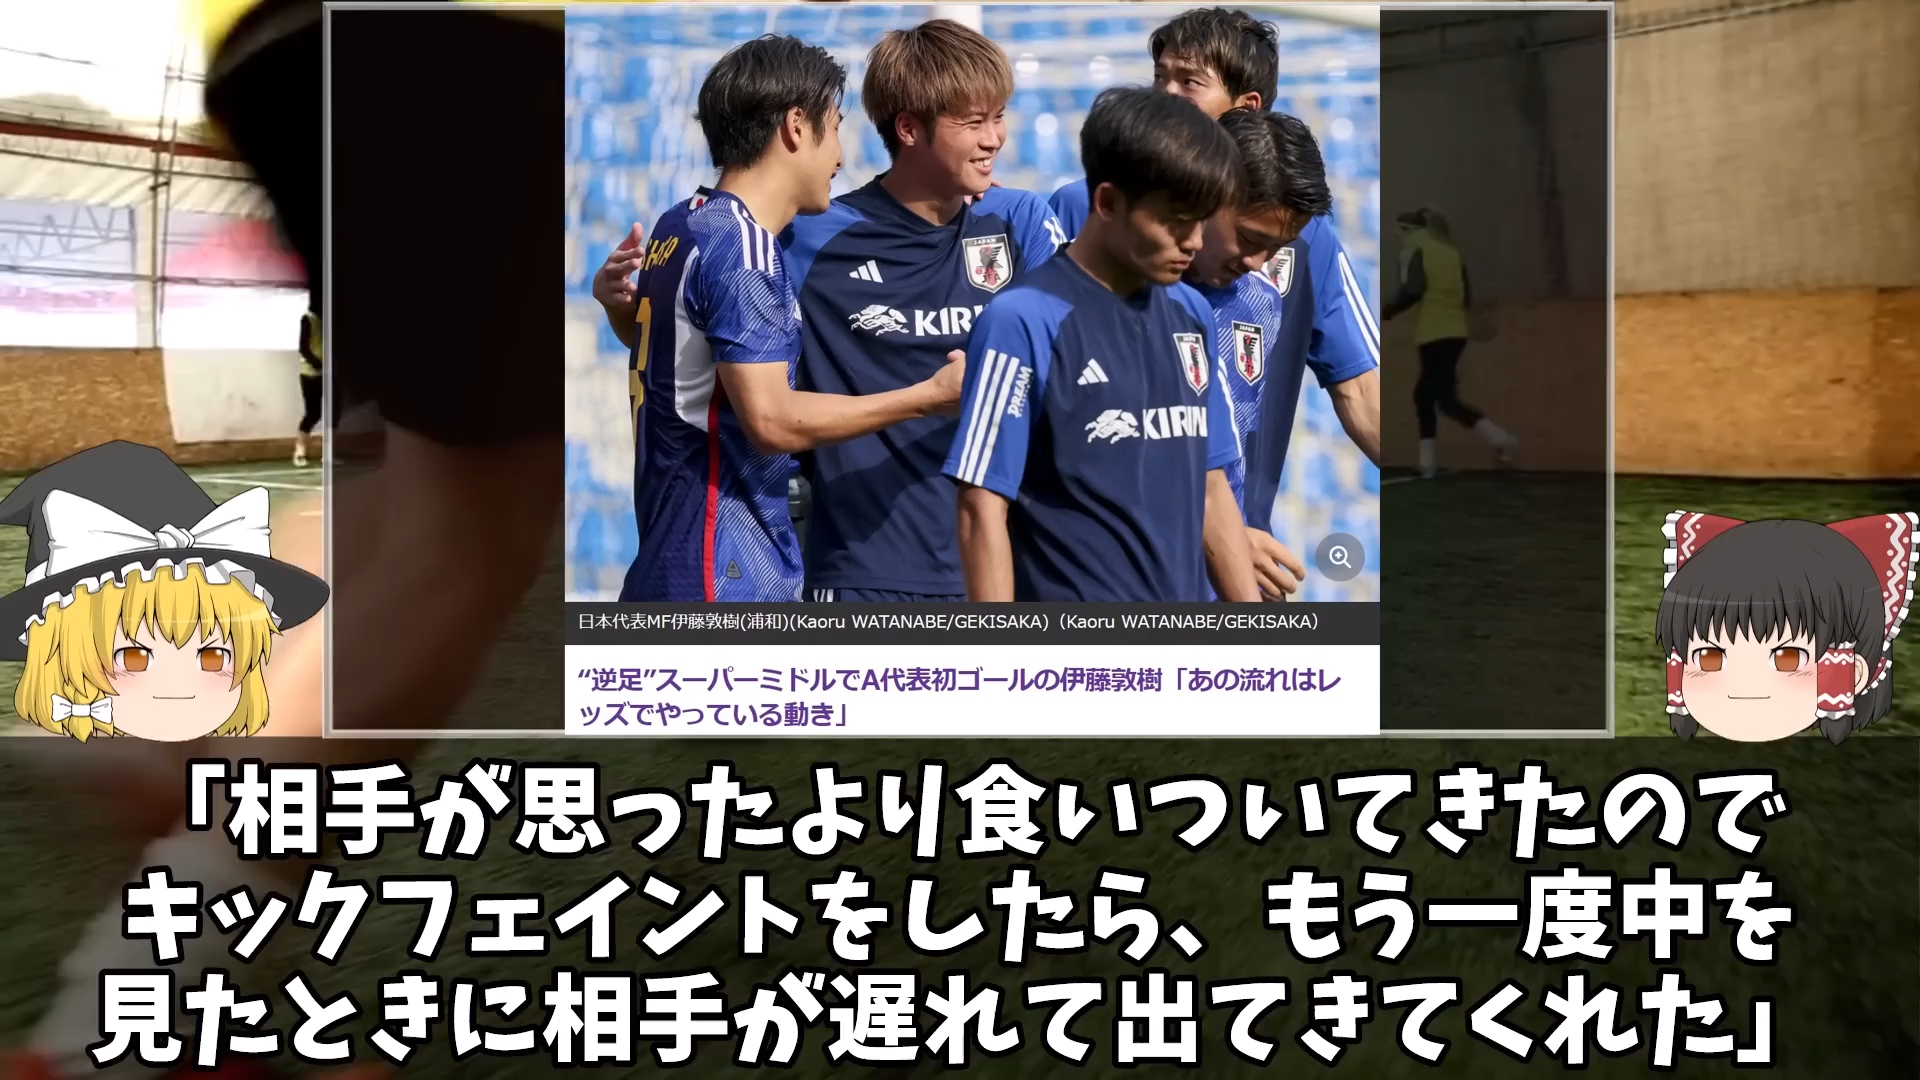 JAPAN
JFA
KIRI
DREAM
JAPAN
JFA
KIRIN
日本代表MF伊藤敦樹(浦和)(Kaoru WATANABE/GEKISAKA)（Kaoru WATANABE/GEKISAKA）
“逆足”スーパーミドルでA代表初ゴールの伊藤敦樹「あの流れはレ
ッズでやっている動き」
「相手が思ったより食いついてきたので
キックフェイントをしたら、もう一度中を
見たときに相手が遅れて出てきてくれた」